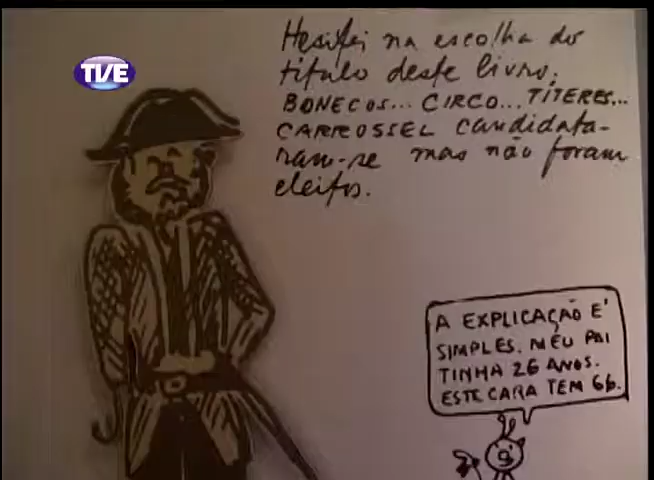 TVE
Hesitei na escolha do
título deste livro.
BONECOS... CIRCO... TÍTERES...
CARROSSEL candidata-
ram-se mas não foram
eleitos.
A EXPLICAÇÃO É
SIMPLES. MEU PAI
TINHA 26 ANOS.
ESTE CARA TEM 66.